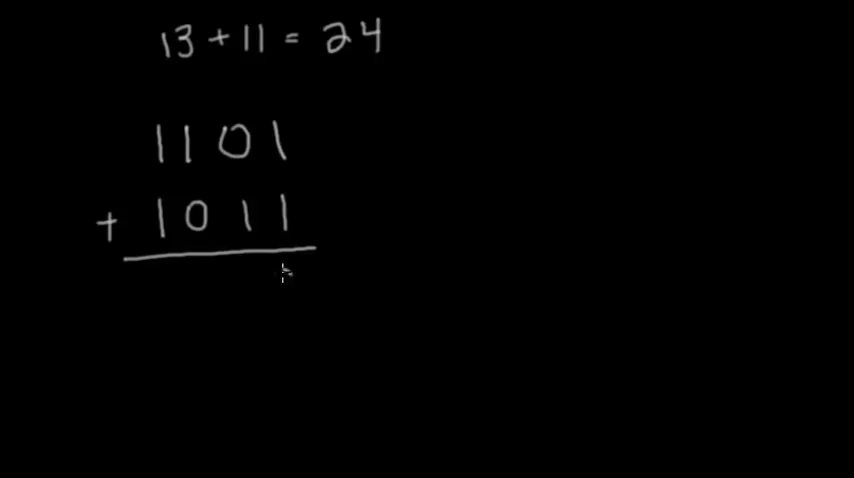 13 + 11 = 24
1101
+ 1011